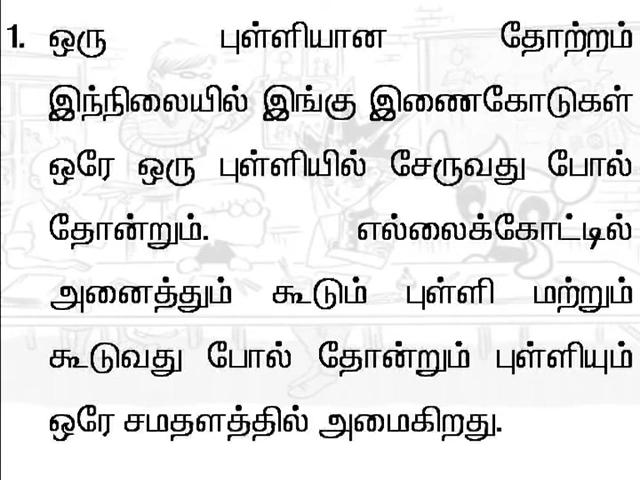 1. ஒரு புள்ளியான தோற்றம்
இந்நிலையில் இங்கு இணைகோடுகள்
ஒரே ஒரு புள்ளியில் சேருவது போல்
தோன்றும். எல்லைக்கோட்டில்
அனைத்தும் கூடும் புள்ளி மற்றும்
கூடுவது போல் தோன்றும் புள்ளியும்
ஒரே சமதளத்தில் அமைகிறது.